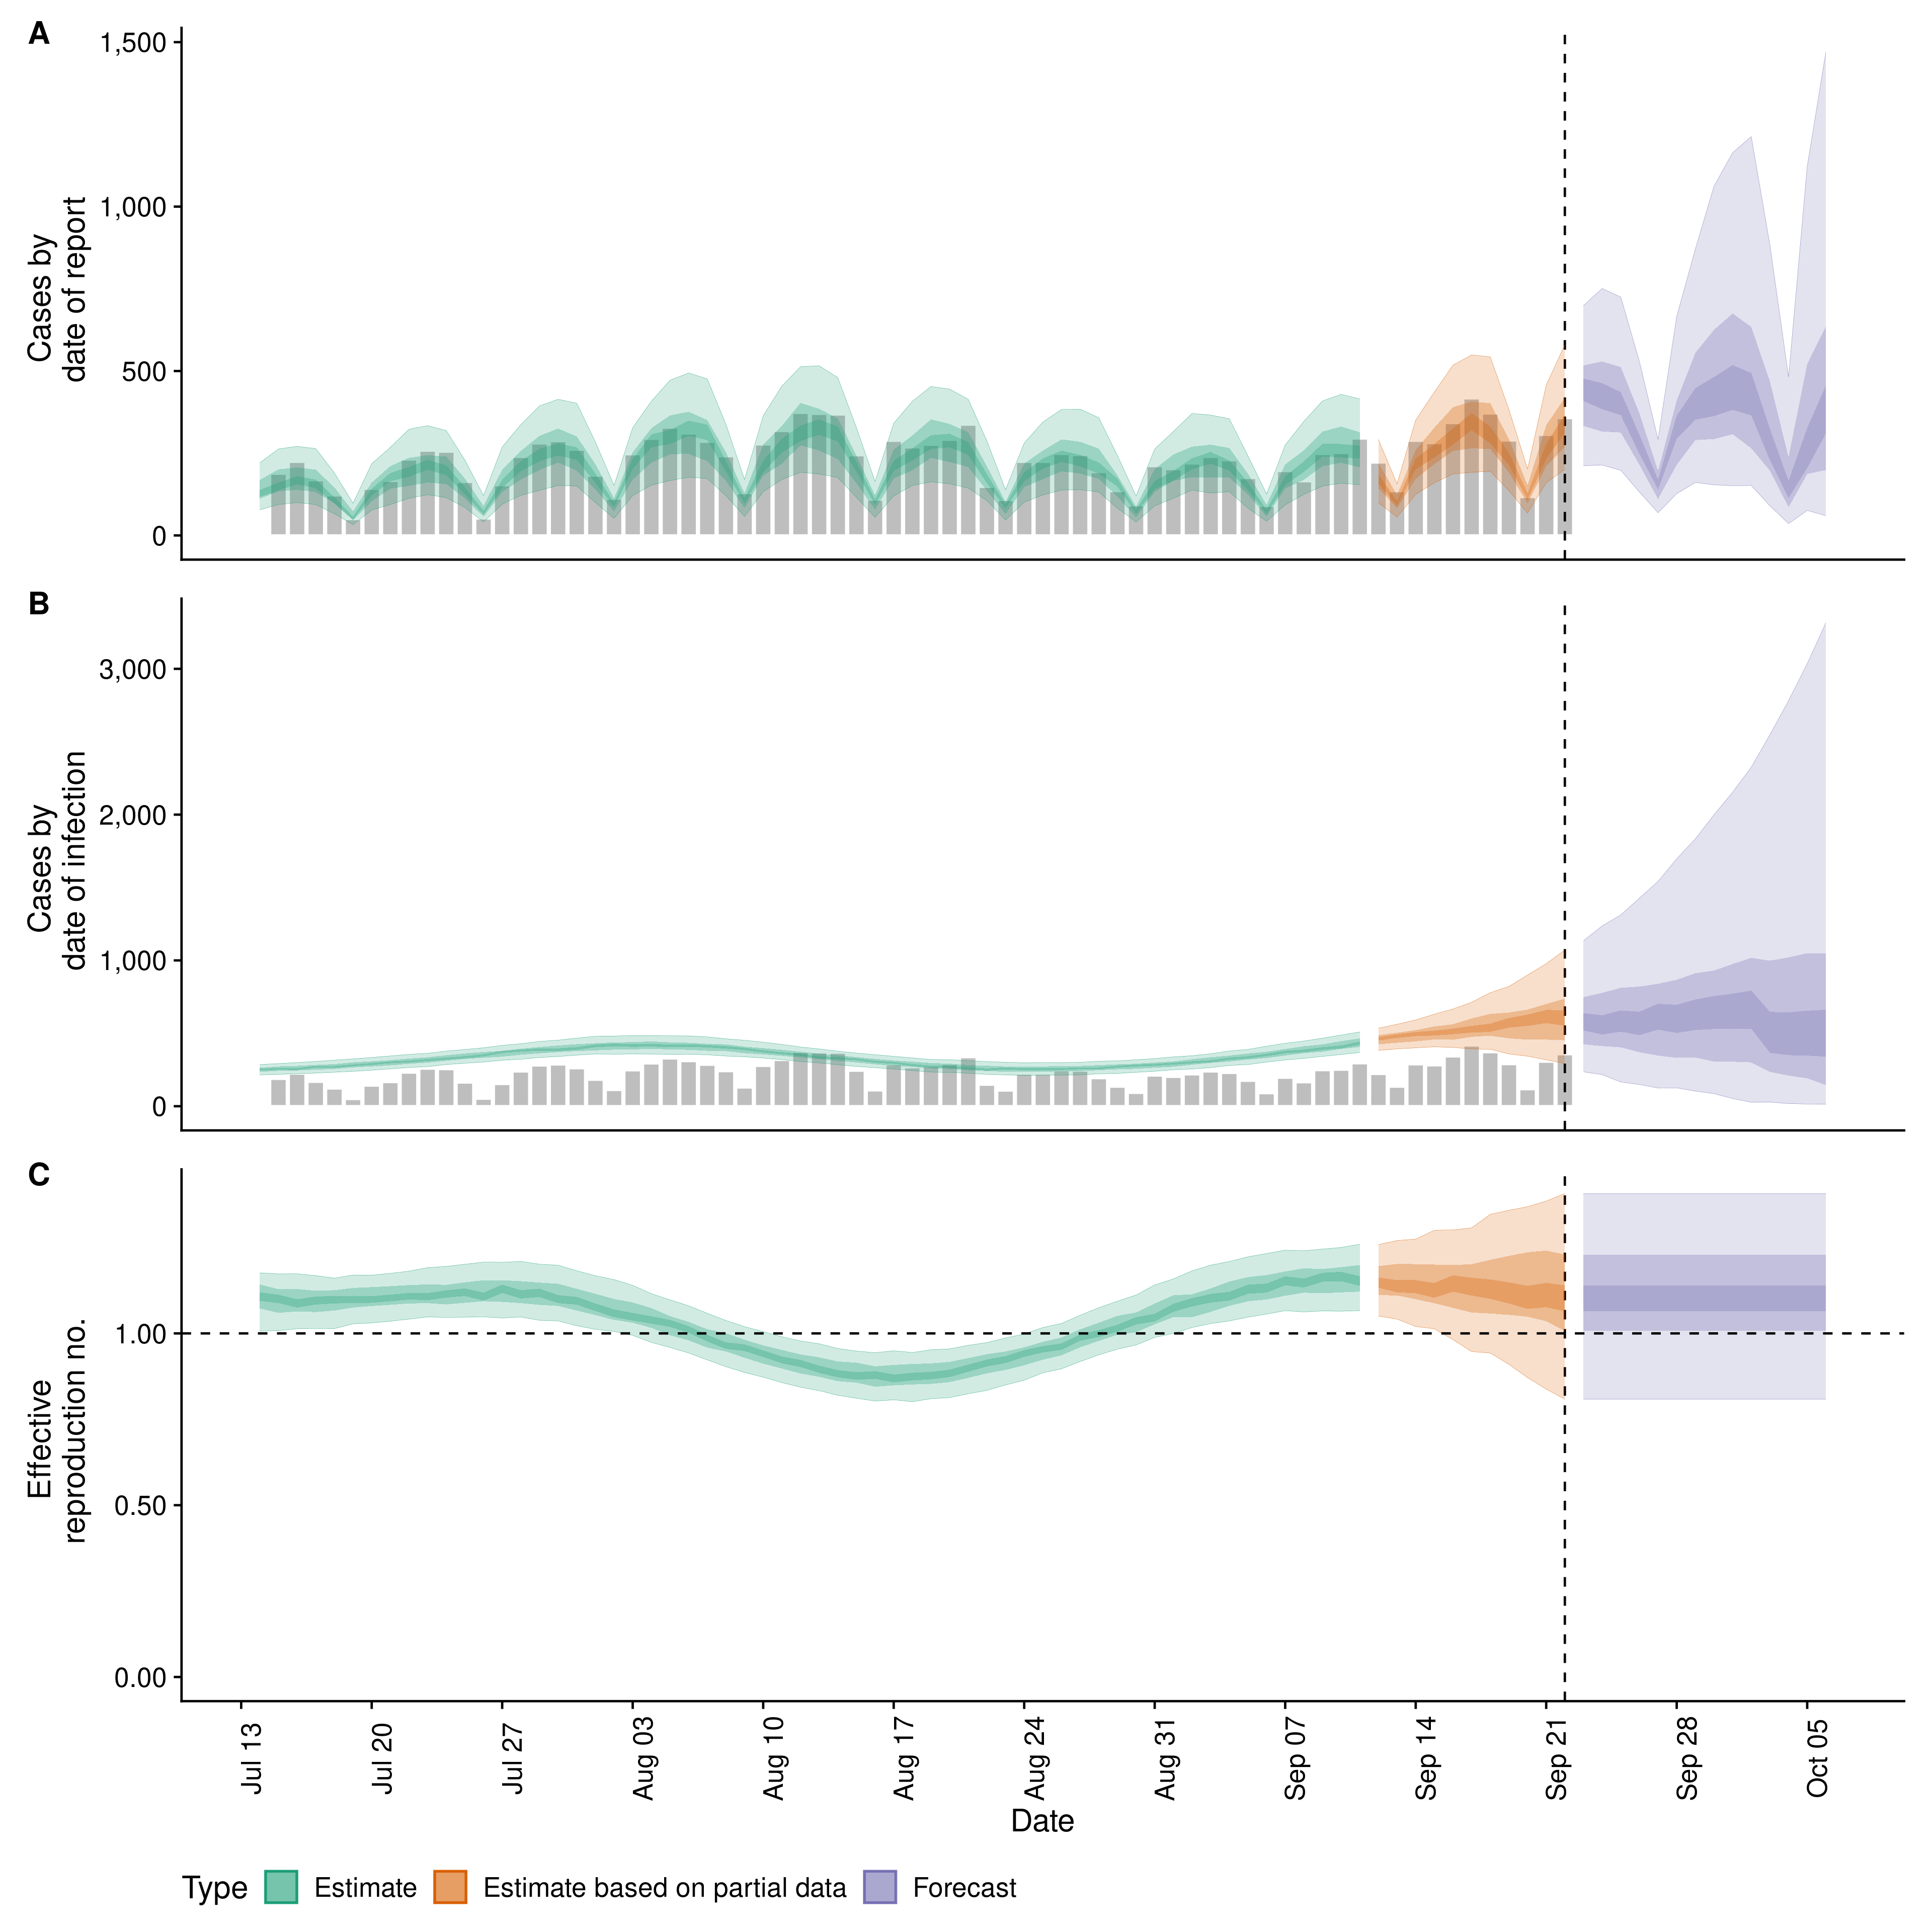 A
1,500
1,000
500
0
Cases by
date of report
B
3,000
2,000
1,000
0
Cases by
date of infection
C
1.00
0.50
0.00
Effective
reproduction no.
Jul 13
Jul 20
Jul 27
Aug 03
Aug 10
Aug 17
Aug 24
Aug 31
Sep 07
Sep 14
Sep 21
Sep 28
Oct 05
Date
Type Estimate Estimate based on partial data Forecast